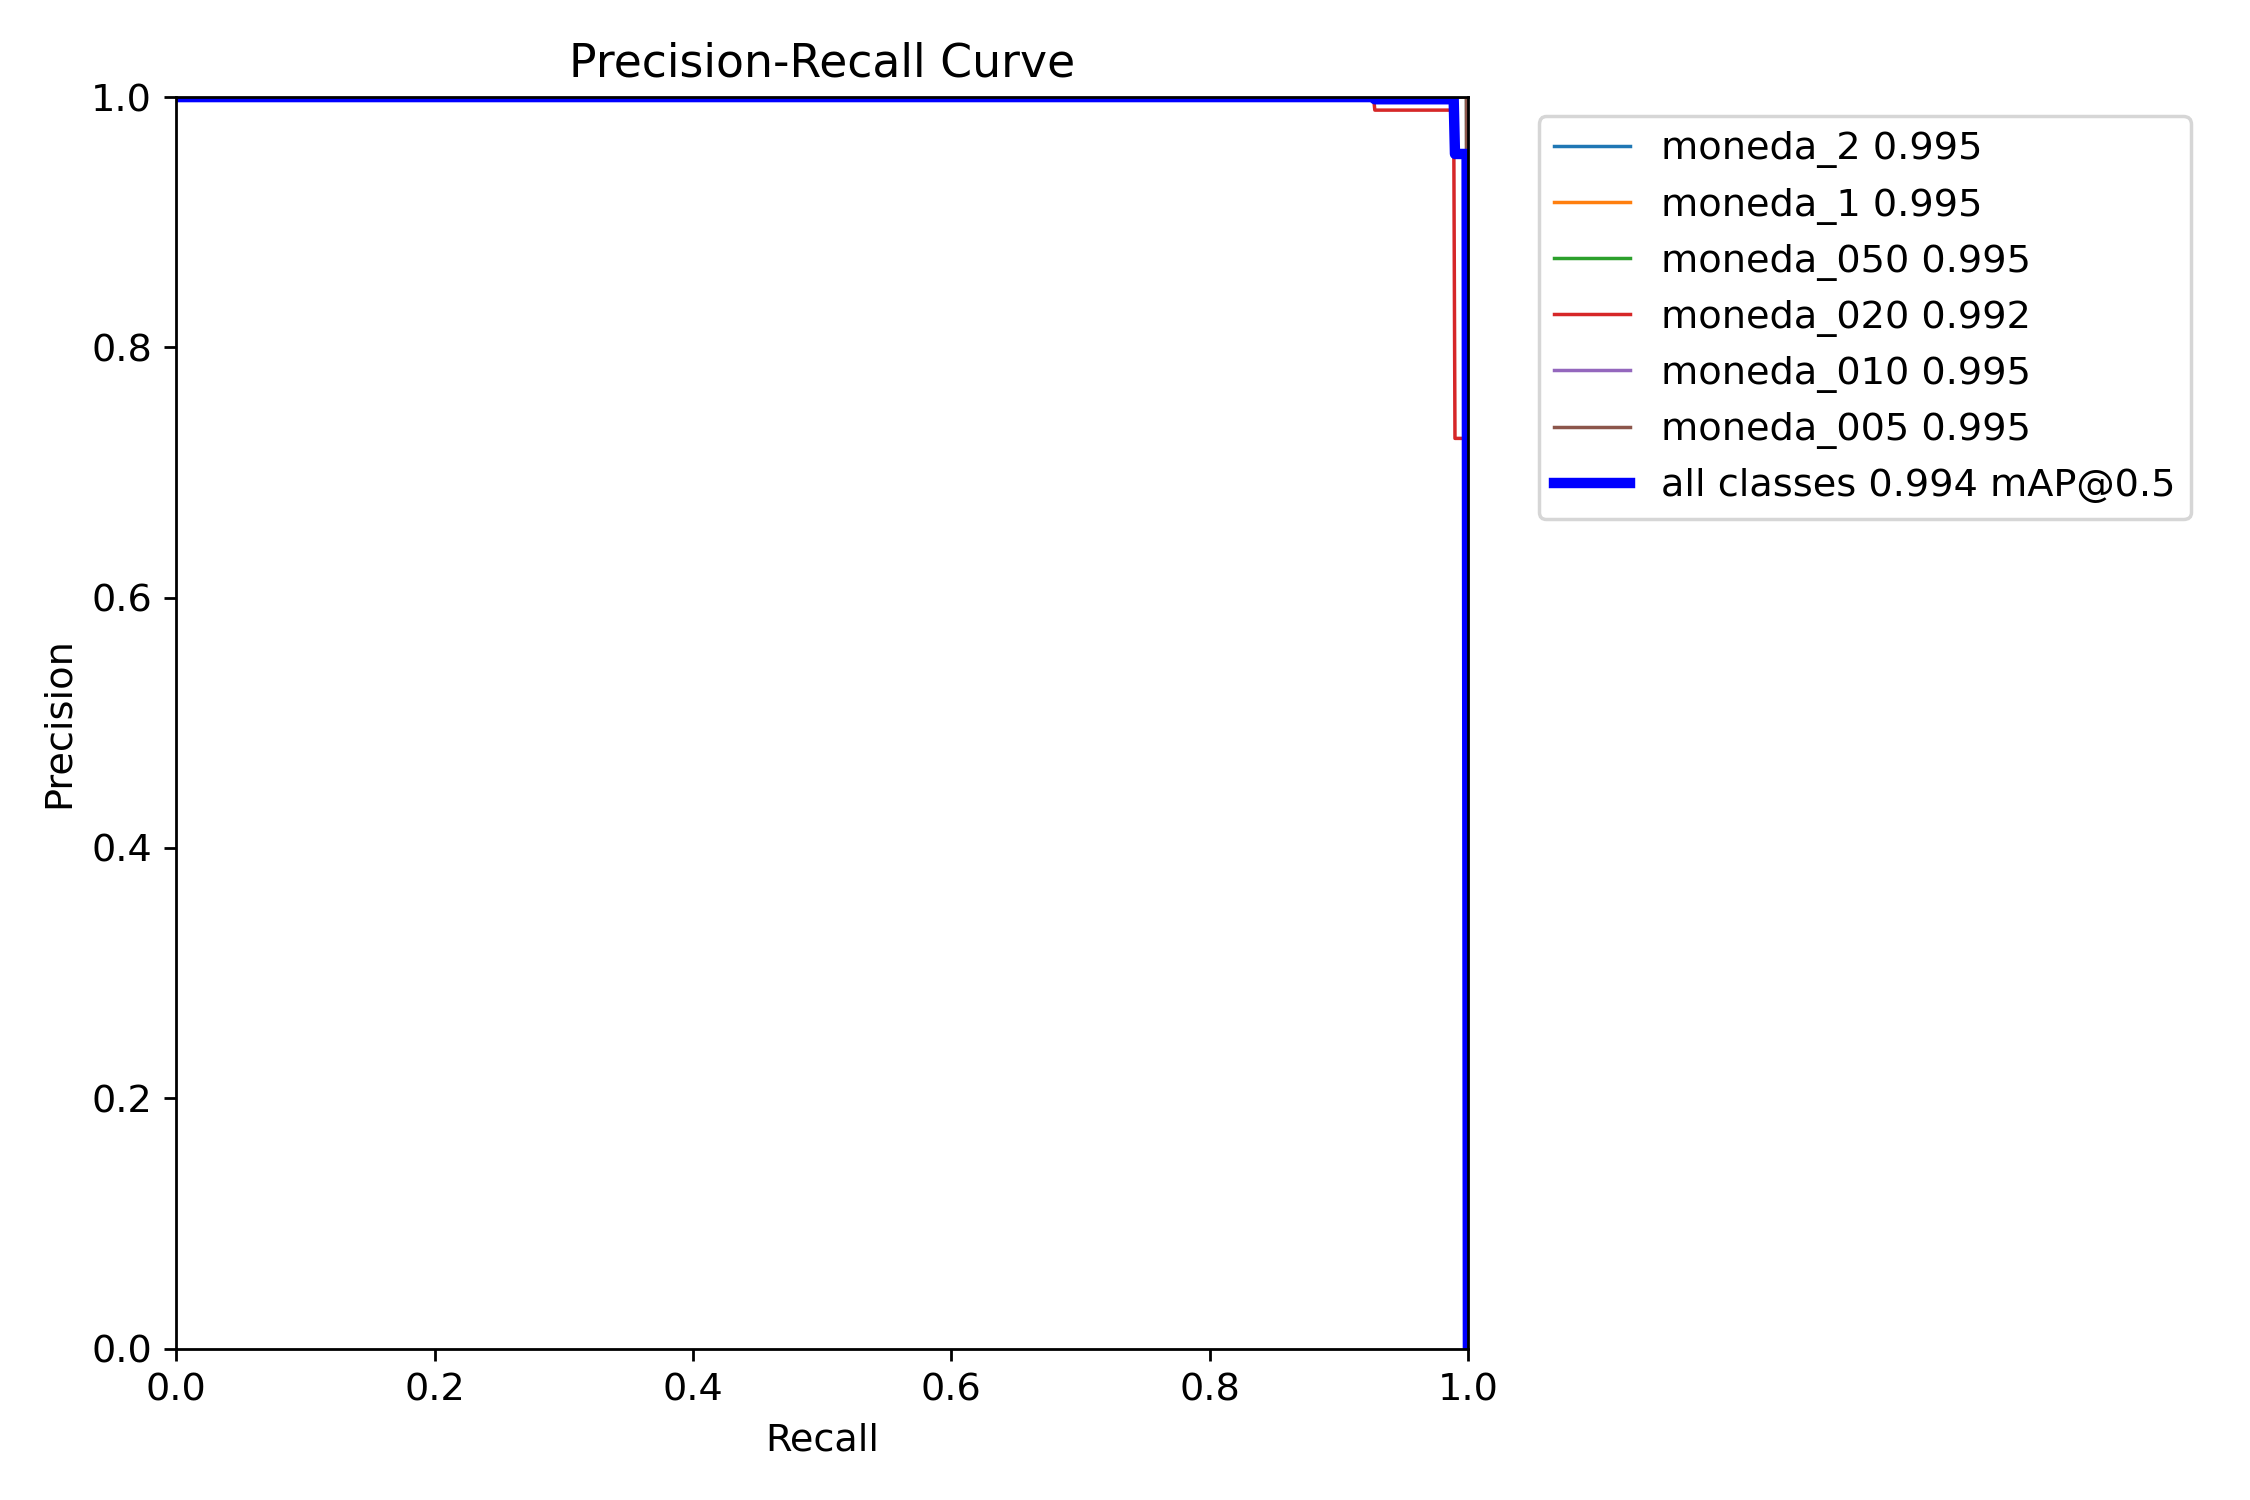 Precision-Recall Curve
1.0
0.8
0.6
0.4
0.2
0.0
Precision
0.0 0.2 0.4 0.6 0.8 1.0
Recall
moneda_2 0.995
moneda_1 0.995
moneda_050 0.995
moneda_020 0.992
moneda_010 0.995
moneda_005 0.995
all classes 0.994 mAP@0.5